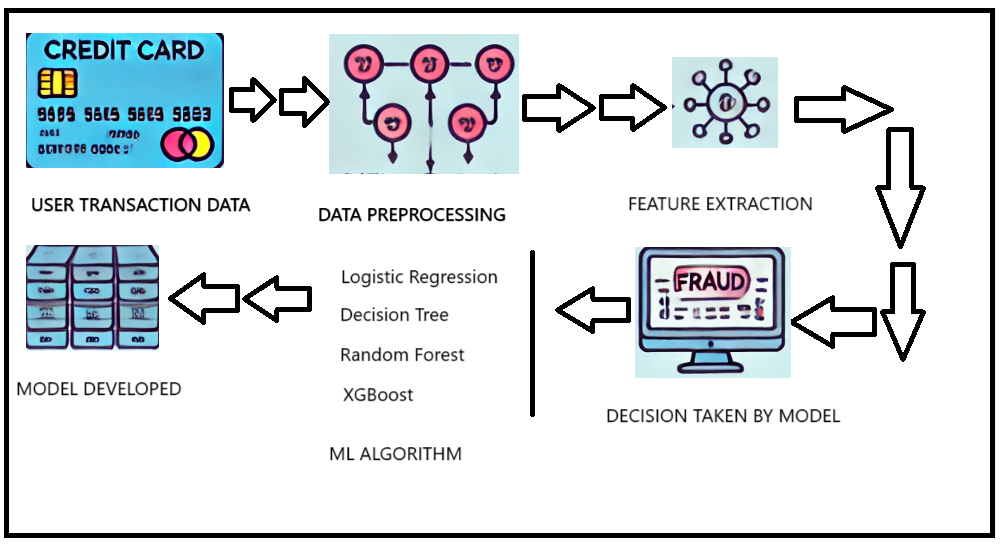 CREDIT CARD
USER TRANSACTION DATA
DATA PREPROCESSING
FEATURE EXTRACTION
FRAUD
DECISION TAKEN BY MODEL
Logistic Regression
Decision Tree
Random Forest
XGBoost
ML ALGORITHM
MODEL DEVELOPED